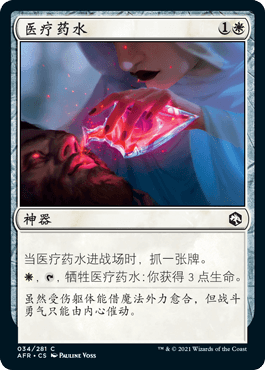 医疗药水 1
神器
当医疗药水进战场时，抓一张牌。
，，牺牲医疗药水：你获得3点生命。
虽然受伤躯体能借魔法外力愈合，但战斗
勇气只能由内心催动。
034/281 C
AFR • CS Pauline Voss
™ & © 2021 Wizards of the Coast